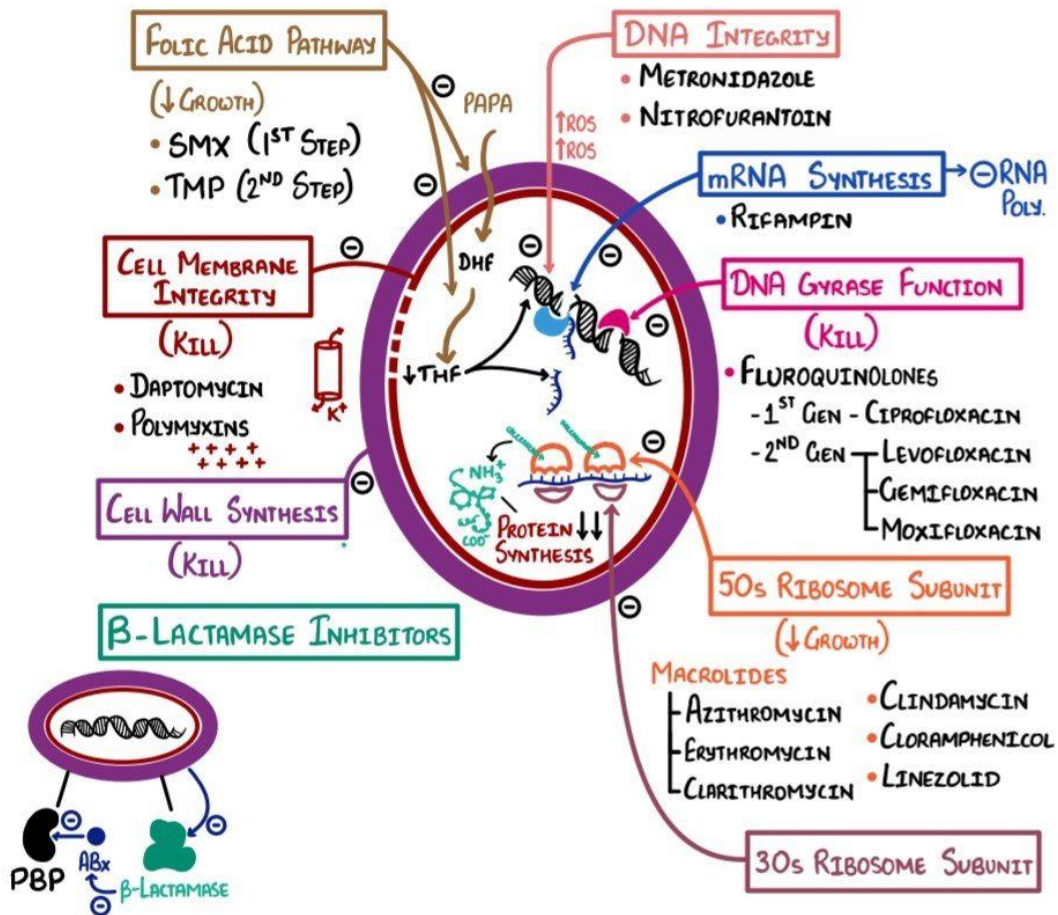 FOLIC ACID PATHWAY
(↓ GROWTH)
• SMX (1ST STEP)
• TMP (2ND STEP)
PAPA
DNA INTEGRITY
• METRONIDAZOLE
• NITROFURANTOIN
↑ROS
↑ROS
mRNA SYNTHESIS
RNA
POLY.
• RIFAMPIN
CELL MEMBRANE
INTEGRITY
(KILL)
• DAPTOMYCIN
• POLYMYXINS
+ + + + +
+ + + +
K+
DHF
↓THF
DNA GYRASE FUNCTION
(KILL)
• FLUROQUINOLONES
-1ST GEN - CIPROFLOXACIN
-2ND GEN LEVOFLOXACIN
GEMIFLOXACIN
MOXIFLOXACIN
CELL WALL SYNTHESIS
(KILL)
NH3+
COO-
PROTEIN ↓↓
SYNTHESIS
50s RIBOSOME SUBUNIT
(↓ GROWTH)
MACROLIDES
AZITHROMYCIN
ERYTHROMYCIN
CLARITHROMYCIN
• CLINDAMYCIN
• CLORAMPHENICOL
• LINEZOLID
30s RIBOSOME SUBUNIT
β-LACTAMASE INHIBITORS
PBP
ABx
β-LACTAMASE